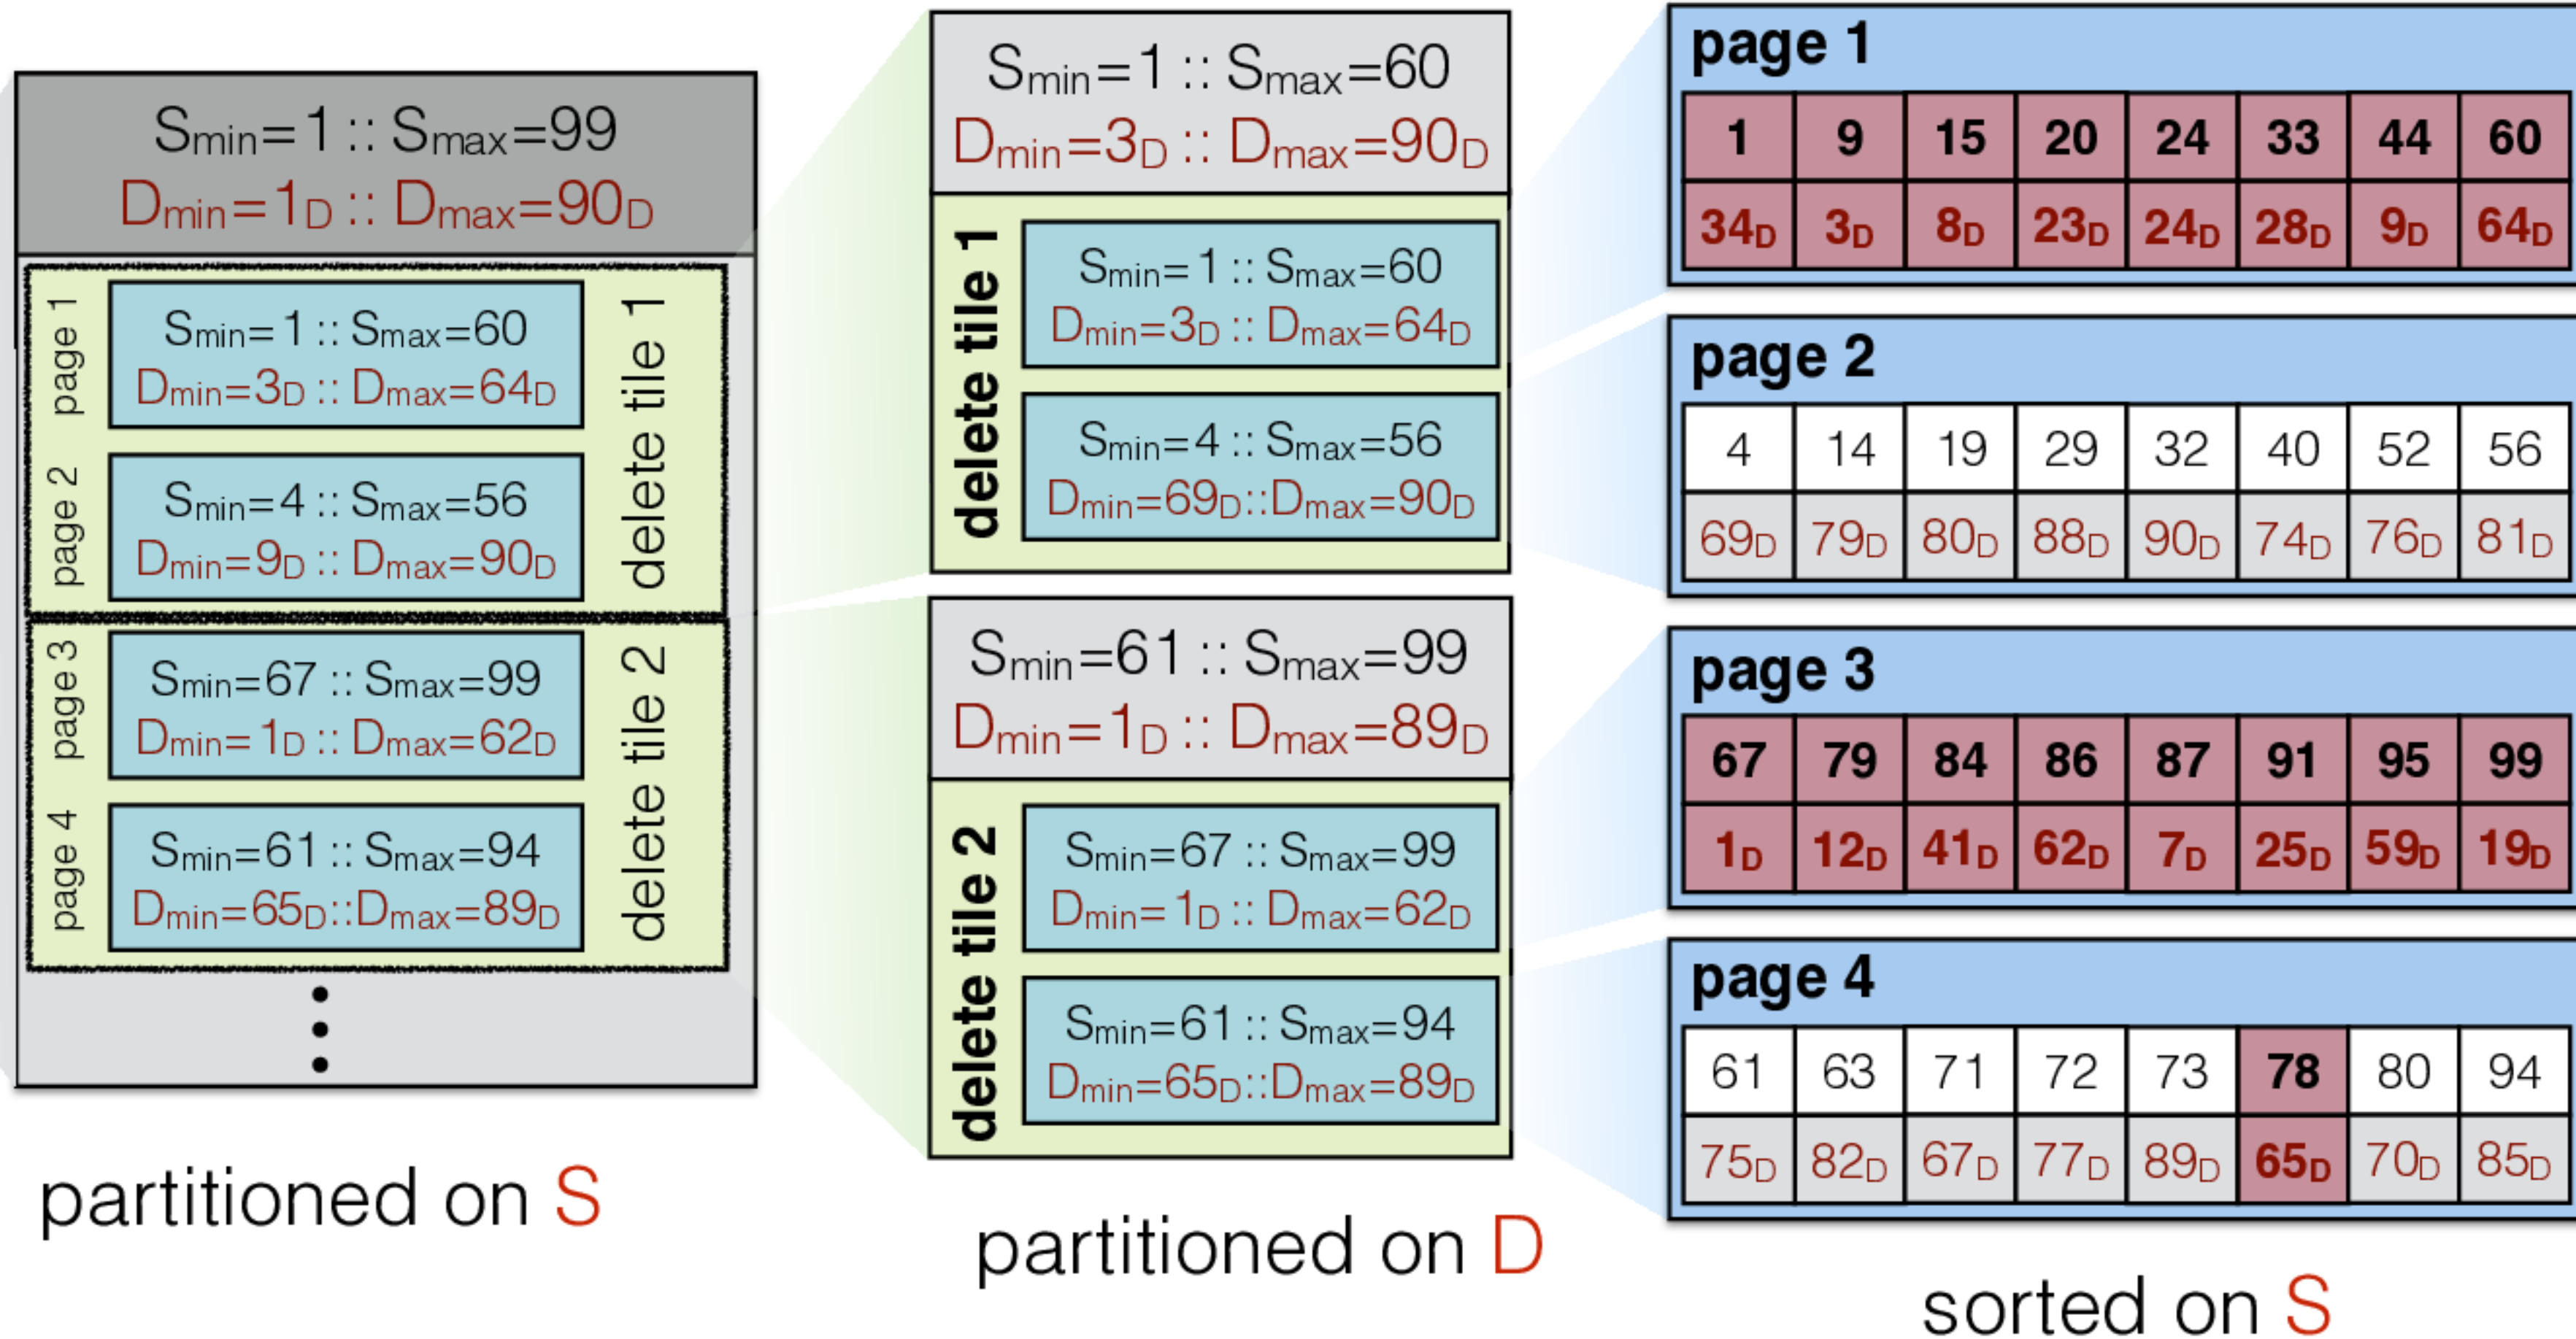 Smin=1 :: Smax=99
Dmin=1D :: Dmax=90D
page 1
Smin=1 :: Smax=60
Dmin=3D :: Dmax=64D
page 2
Smin=4 :: Smax=56
Dmin=9D :: Dmax=90D
delete tile 1
page 3
Smin=67 :: Smax=99
Dmin=1D :: Dmax=62D
page 4
Smin=61 :: Smax=94
Dmin=65D::Dmax=89D
delete tile 2
partitioned on S
Smin=1 :: Smax=60
Dmin=3D :: Dmax=90D
delete tile 1
Smin=1 :: Smax=60
Dmin=3D :: Dmax=64D
Smin=4 :: Smax=56
Dmin=69D::Dmax=90D
Smin=61 :: Smax=99
Dmin=1D :: Dmax=89D
delete tile 2
Smin=67 :: Smax=99
Dmin=1D :: Dmax=62D
Smin=61 :: Smax=94
Dmin=65D::Dmax=89D
partitioned on D
page 1
1 9 15 20 24 33 44 60
34D 3D 8D 23D 24D 28D 9D 64D
page 2
4 14 19 29 32 40 52 56
69D 79D 80D 88D 90D 74D 76D 81D
page 3
67 79 84 86 87 91 95 99
1D 12D 41D 62D 7D 25D 59D 19D
page 4
61 63 71 72 73 78 80 94
75D 82D 67D 77D 89D 65D 70D 85D
sorted on S